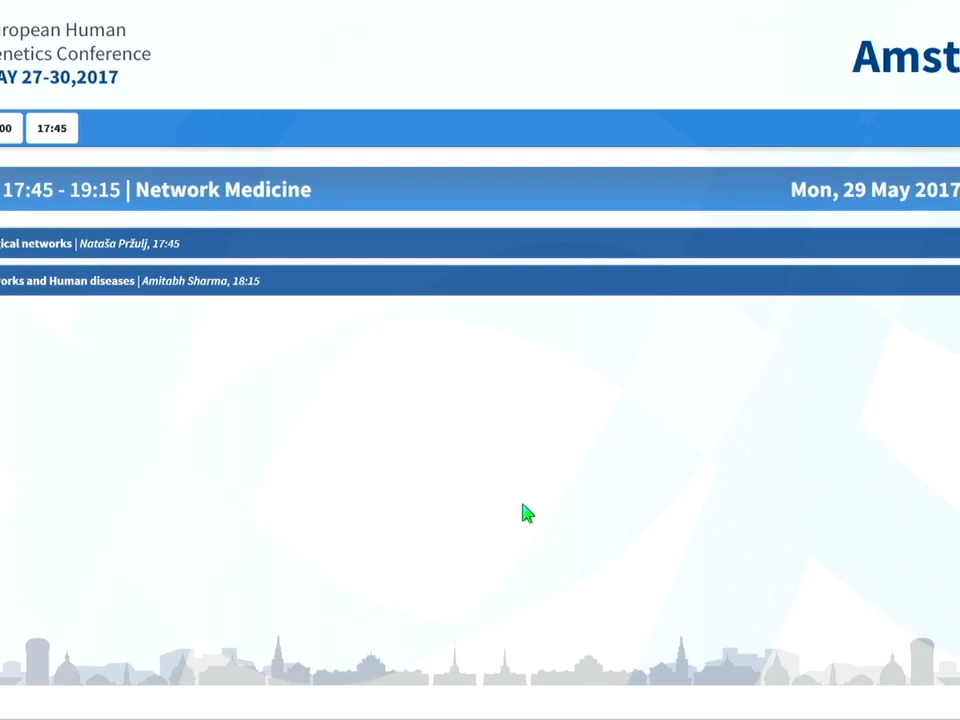 uropean Human
enetics Conference
AY 27-30,2017
Amst
00
17:45
17:45 - 19:15 | Network Medicine
Mon, 29 May 2017
ical networks | Nataša Pržulj, 17:45
orks and Human diseases | Amitabh Sharma, 18:15